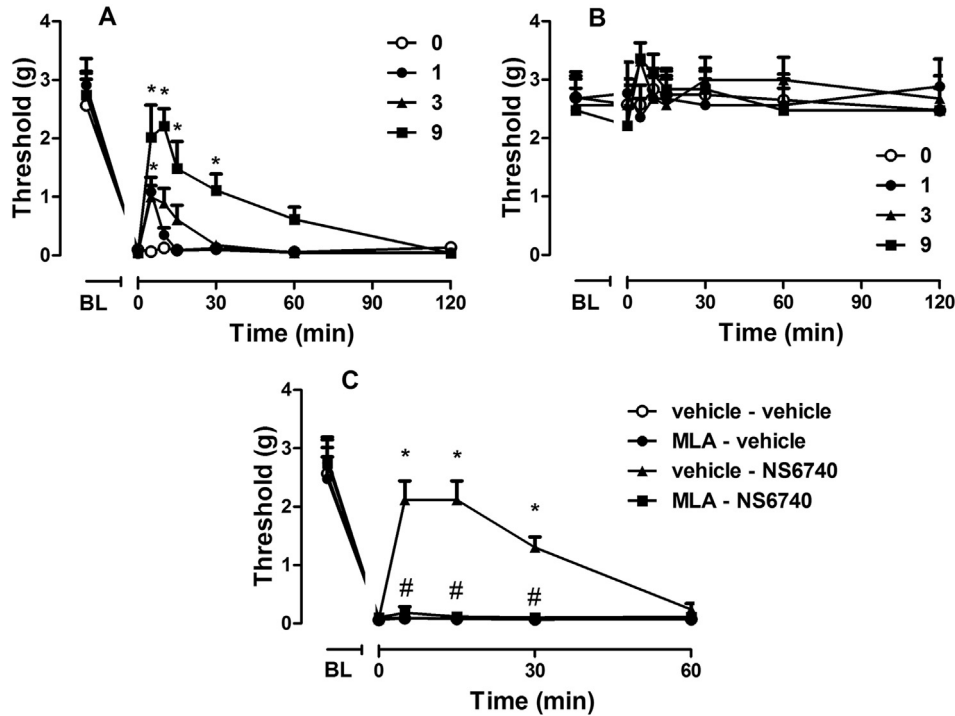 A
Threshold (g)
4
3
2
1
0
* *
*
*
*
0
1
3
9
BL
0 30 60 90 120
Time (min)
B
Threshold (g)
4
3
2
1
0
0
1
3
9
BL
0 30 60 90 120
Time (min)
C
Threshold (g)
4
3
2
1
0
* *
*
# # #
vehicle - vehicle
MLA - vehicle
vehicle - NS6740
MLA - NS6740
BL
0 30 60
Time (min)